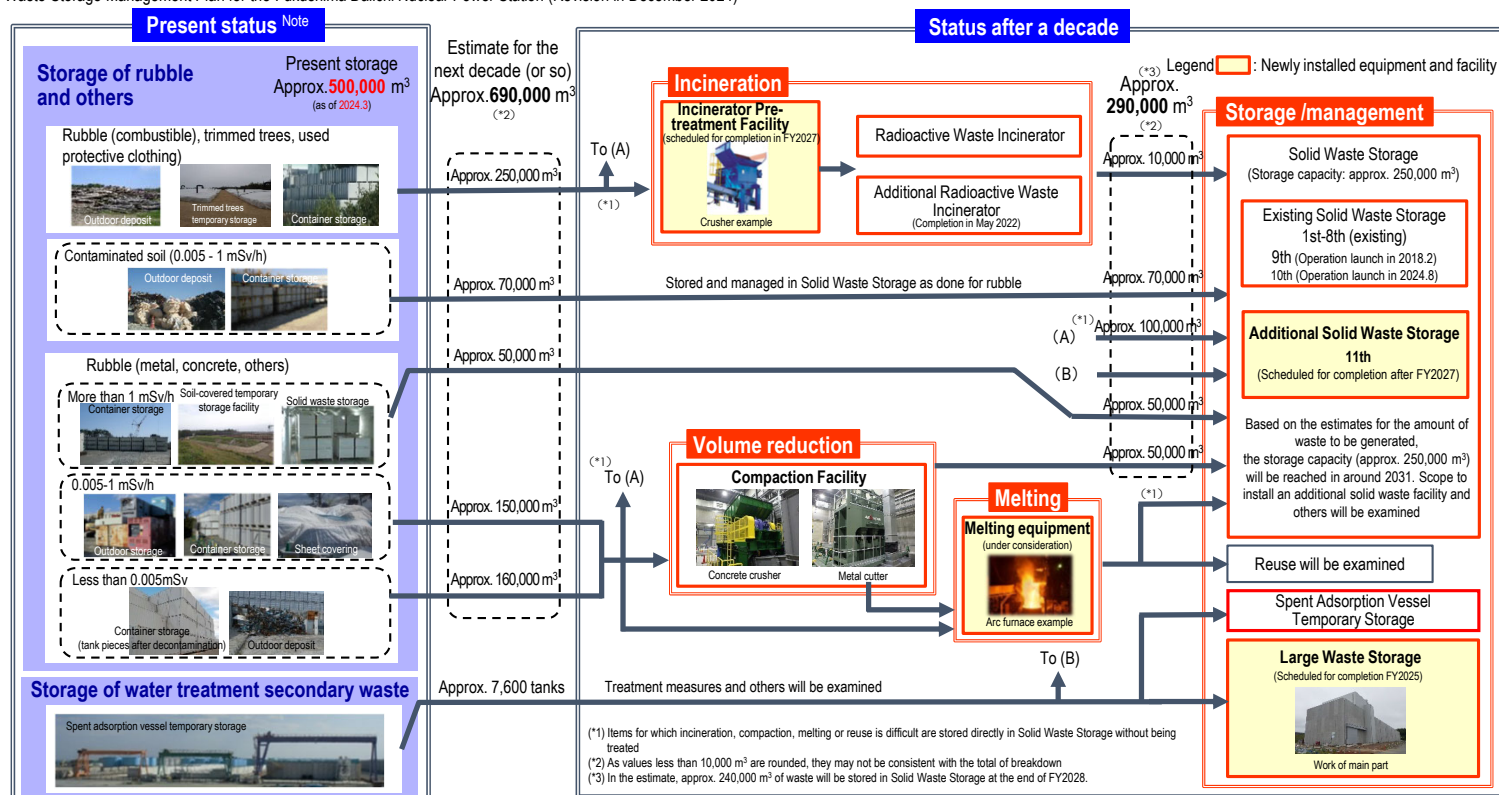 Waste Storage Management Plan for the Fukushima Daiichi Nuclear Power Station (Revision in December 2024)
Present status Note
Storage of rubble
and others
Present storage
Approx.500,000 m³
(as of 2024.3)
Rubble (combustible), trimmed trees, used
protective clothing)
Outdoor deposit
Trimmed trees
temporary storage
Container storage
Contaminated soil (0.005 - 1 mSv/h)
Outdoor deposit
Container storage
Rubble (metal, concrete, others)
More than 1 mSv/h
Container storage
Soil-covered temporary
storage facility
Solid waste storage
0.005-1 mSv/h
Outdoor storage
Container storage
Sheet covering
Less than 0.005mSv
Container storage
(tank pieces after decontamination)
Outdoor deposit
Storage of water treatment secondary waste
Spent adsorption vessel temporary storage
Estimate for the
next decade (or so)
Approx.690,000 m³
(*2)
Approx. 250,000 m³
Approx. 70,000 m³
Approx. 50,000 m³
Approx. 150,000 m³
Approx. 160,000 m³
Approx. 7,600 tanks
Status after a decade
Legend : Newly installed equipment and facility
To (A)
(*1)
Incineration
Incinerator Pre-
treatment Facility
(scheduled for completion in FY2027)
Crusher example
Radioactive Waste Incinerator
Additional Radioactive Waste
Incinerator
(Completion in May 2022)
Stored and managed in Solid Waste Storage as done for rubble
(*1)
To (A)
Volume reduction
Compaction Facility
Concrete crusher
Metal cutter
Melting
Melting equipment
(under consideration)
Arc furnace example
To (B)
Treatment measures and others will be examined
(*3)
Approx.
290,000 m³
(*2)
Approx. 10,000 m³
Approx. 70,000 m³
(A)
(*1)
Approx. 100,000 m³
(B)
Approx. 50,000 m³
Approx. 50,000 m³
(*1)
Storage /management
Solid Waste Storage
(Storage capacity: approx. 250,000 m³)
Existing Solid Waste Storage
1st-8th (existing)
9th (Operation launch in 2018.2)
10th (Operation launch in 2024.8)
Additional Solid Waste Storage
11th
(Scheduled for completion after FY2027)
Based on the estimates for the amount of
waste to be generated,
the storage capacity (approx. 250,000 m³)
will be reached in around 2031. Scope to
install an additional solid waste facility and
others will be examined
Reuse will be examined
Spent Adsorption Vessel
Temporary Storage
Large Waste Storage
(Scheduled for completion FY2025)
Work of main part
(*1) Items for which incineration, compaction, melting or reuse is difficult are stored directly in Solid Waste Storage without being
treated
(*2) As values less than 10,000 m³ are rounded, they may not be consistent with the total of breakdown
(*3) In the estimate, approx. 240,000 m³ of waste will be stored in Solid Waste Storage at the end of FY2028.